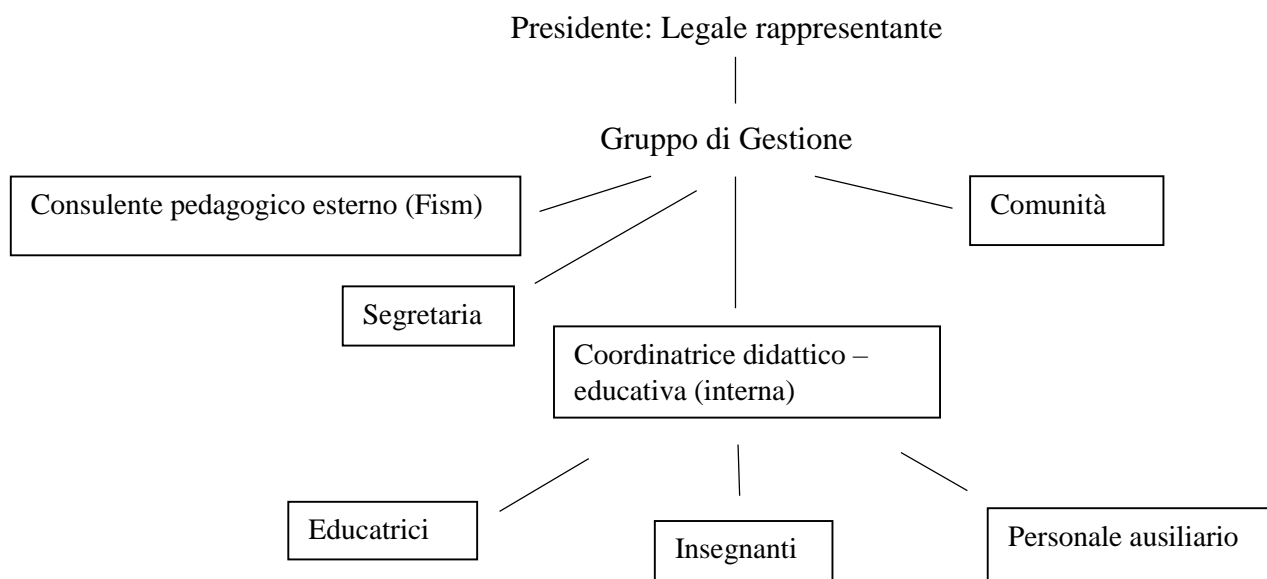 Presidente: Legale rappresentante
Gruppo di Gestione
Consulente pedagogico esterno (Fism)
Comunità
Segretaria
Coordinatrice didattico –
educativa (interna)
Educatrici
Insegnanti
Personale ausiliario